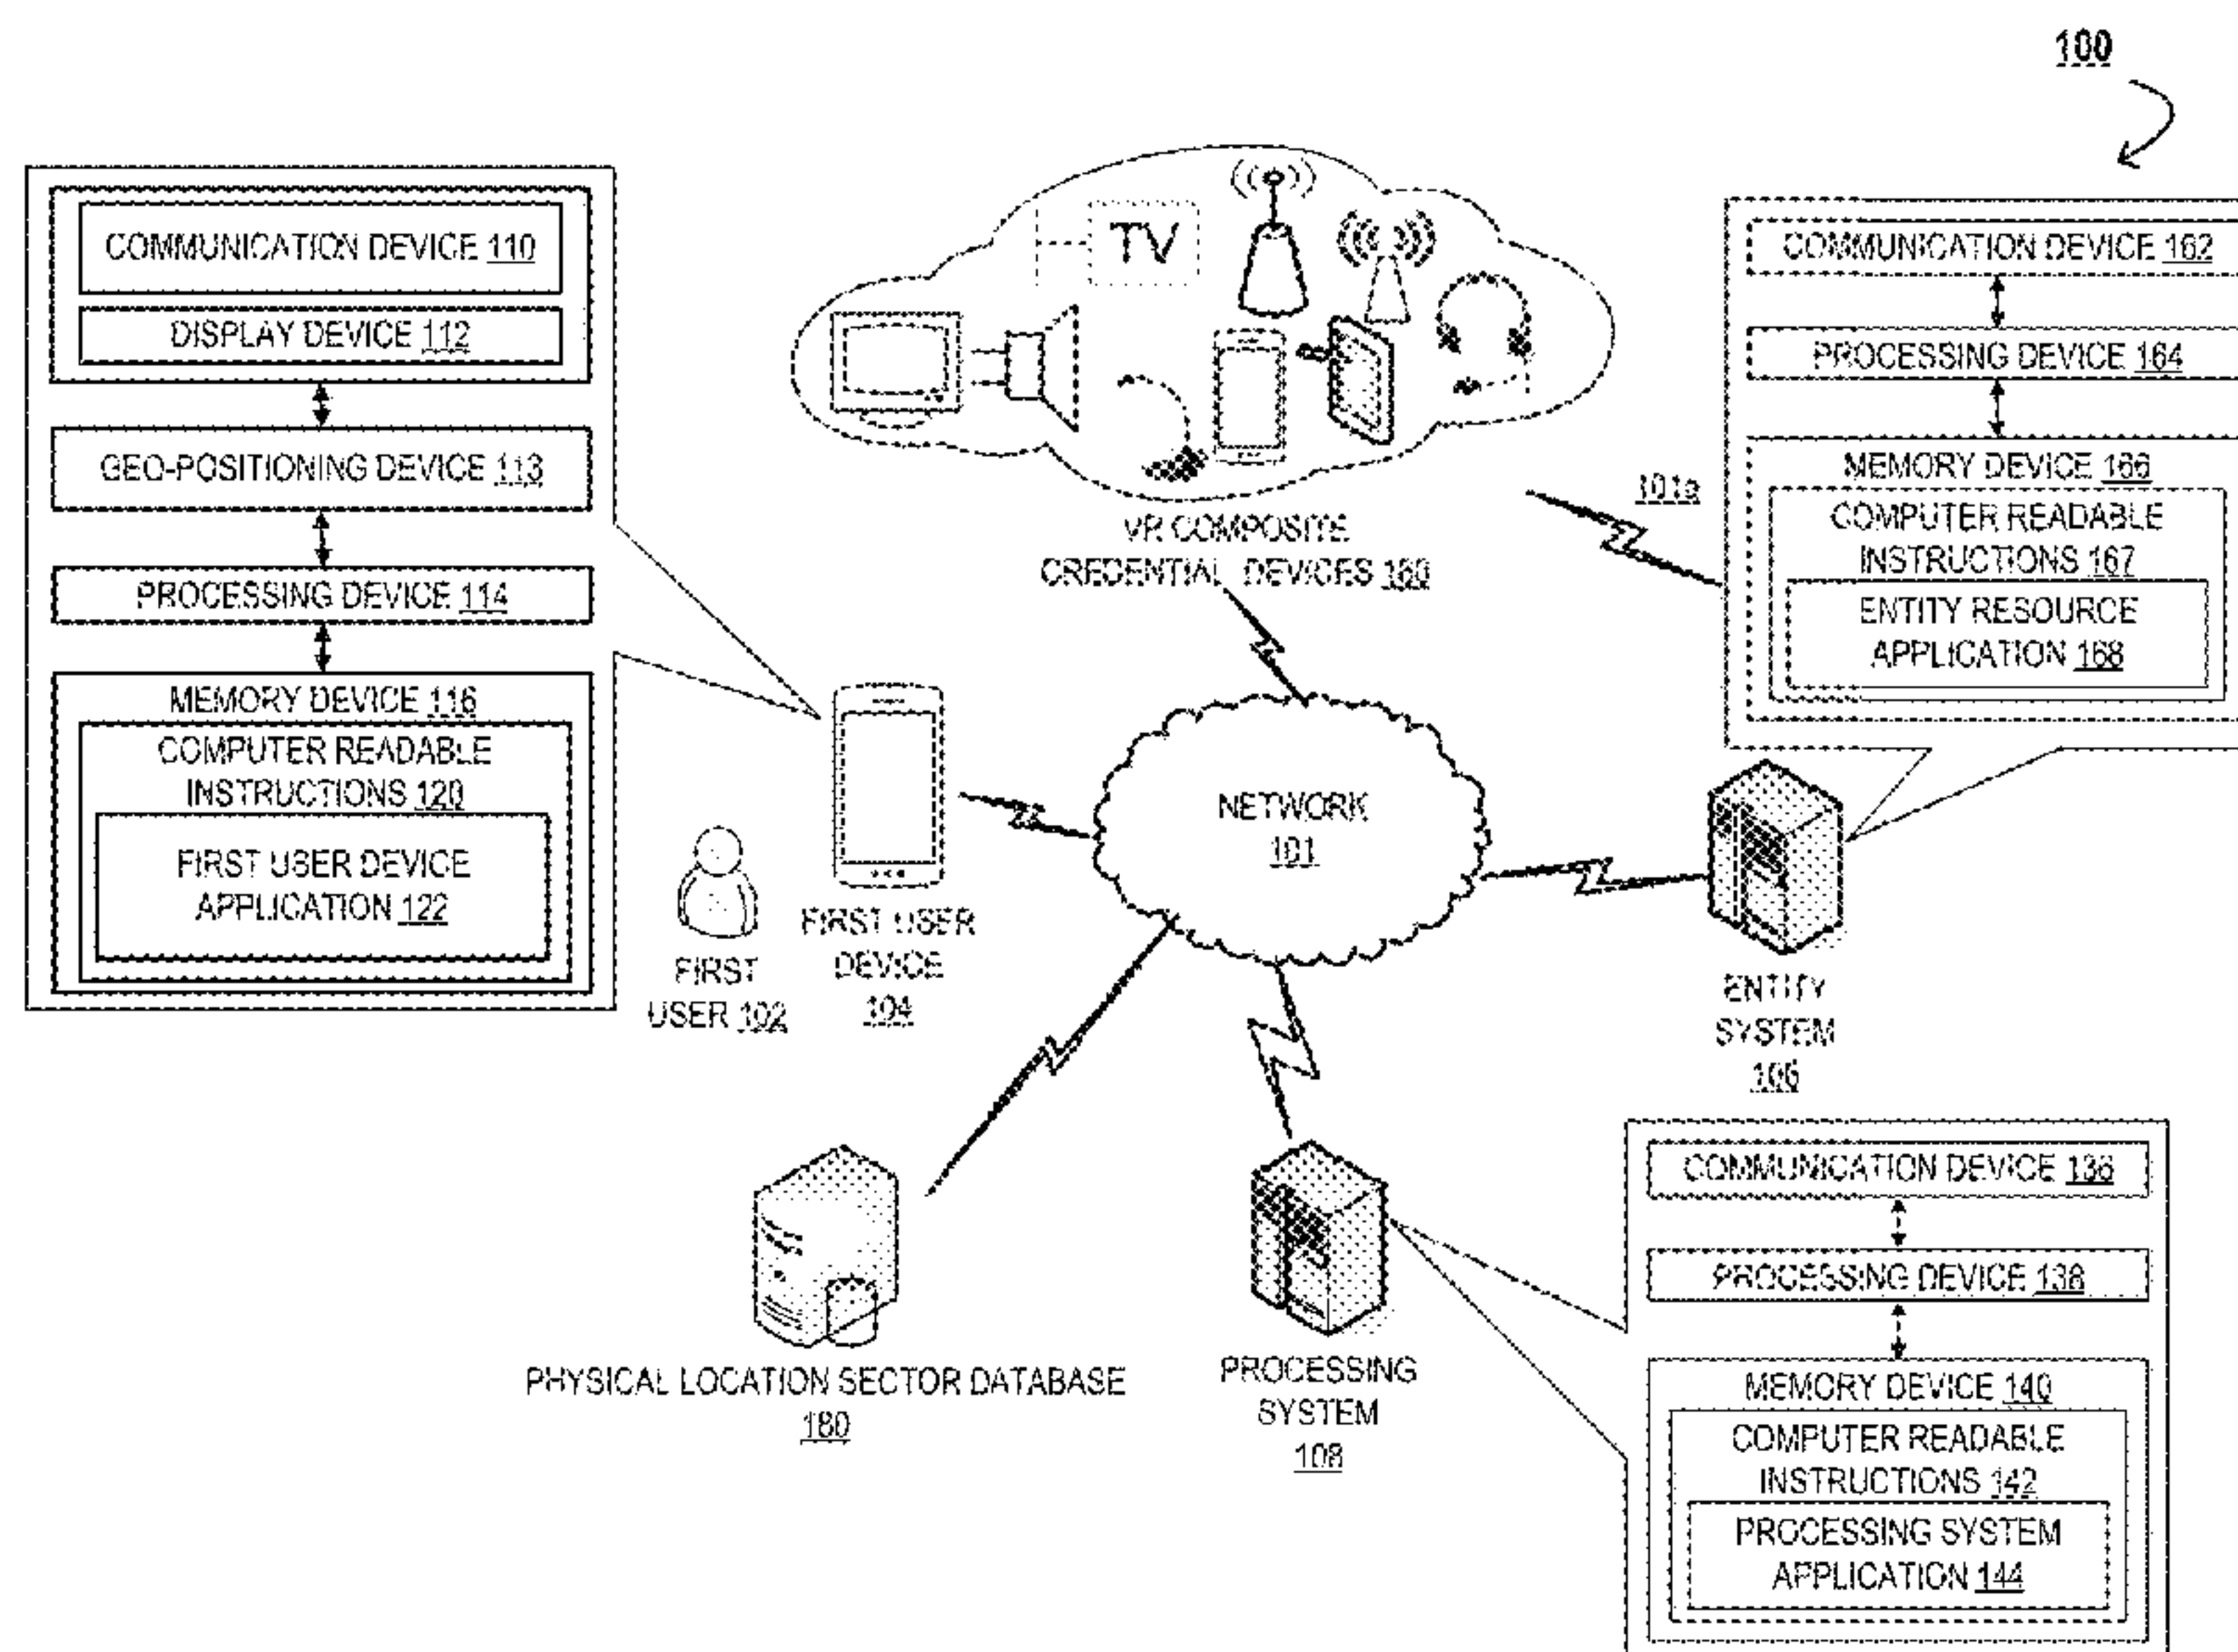 100
COMMUNICATION DEVICE 110
DISPLAY DEVICE 112
GEO-POSITIONING DEVICE 113
PROCESSING DEVICE 114
MEMORY DEVICE 116
COMPUTER READABLE
INSTRUCTIONS 120
FIRST USER DEVICE
APPLICATION 122
TV
VR COMPOSITE
CREDENTIAL DEVICES 160
101a
COMMUNICATION DEVICE 162
PROCESSING DEVICE 164
MEMORY DEVICE 166
COMPUTER READABLE
INSTRUCTIONS 167
ENTITY RESOURCE
APPLICATION 168
NETWORK
101
FIRST
USER 102
FIRST USER
DEVICE
104
ENTITY
SYSTEM
106
PHYSICAL LOCATION SECTOR DATABASE
180
PROCESSING
SYSTEM
108
COMMUNICATION DEVICE 136
PROCESSING DEVICE 138
MEMORY DEVICE 140
COMPUTER READABLE
INSTRUCTIONS 142
PROCESSING SYSTEM
APPLICATION 144